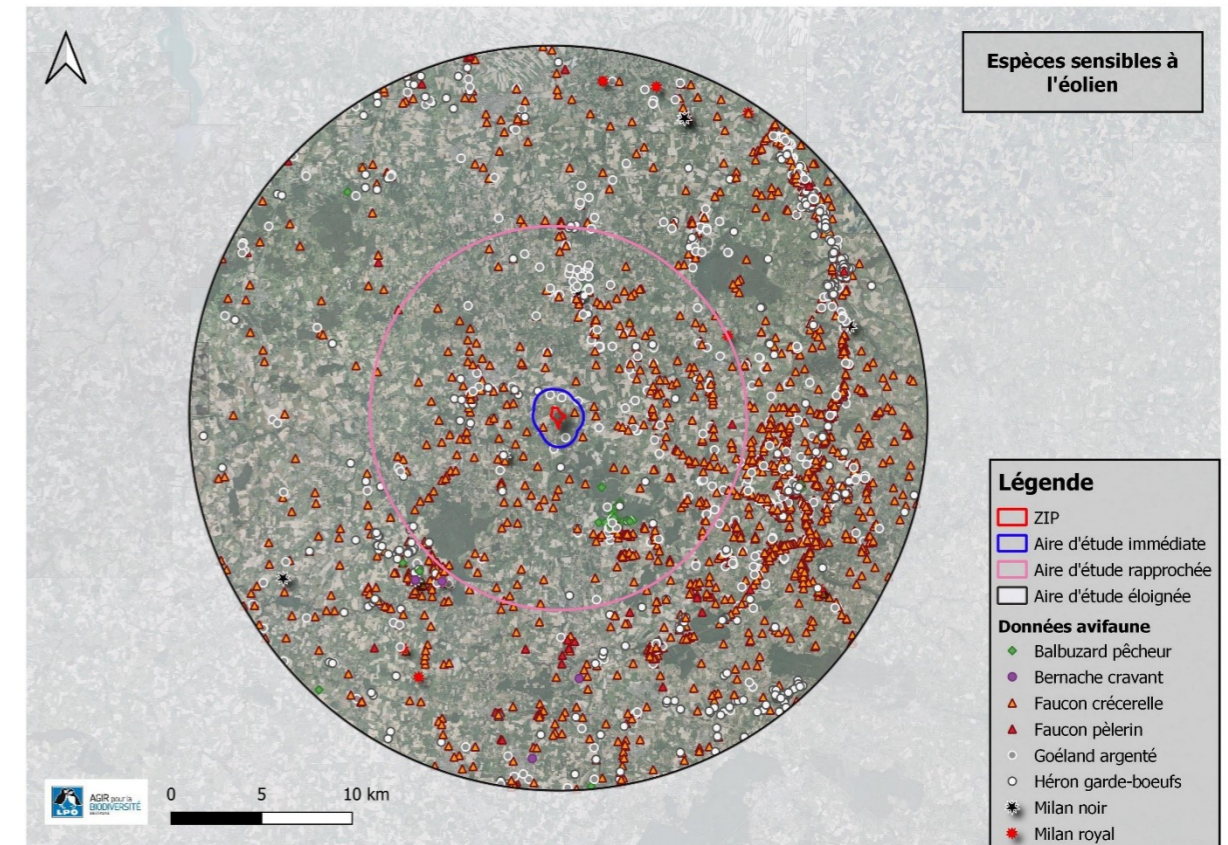 Espèces sensibles à
l'éolien
Légende
ZIP
Aire d'étude immédiate
Aire d'étude rapprochée
Aire d'étude éloignée
Données avifaune
Balbuzard pêcheur
Bernache cravant
Faucon crécerelle
Faucon pèlerin
Goéland argenté
Héron garde-boeufs
Milan noir
Milan royal
LPO
AGIR pour la
BIODIVERSITÉ
0 5 10 km